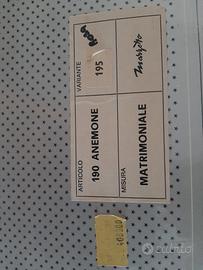 ARTICOLO
190 ANEMONE
VARIANTE
195
MISURA
MATRIMONIALE
subito